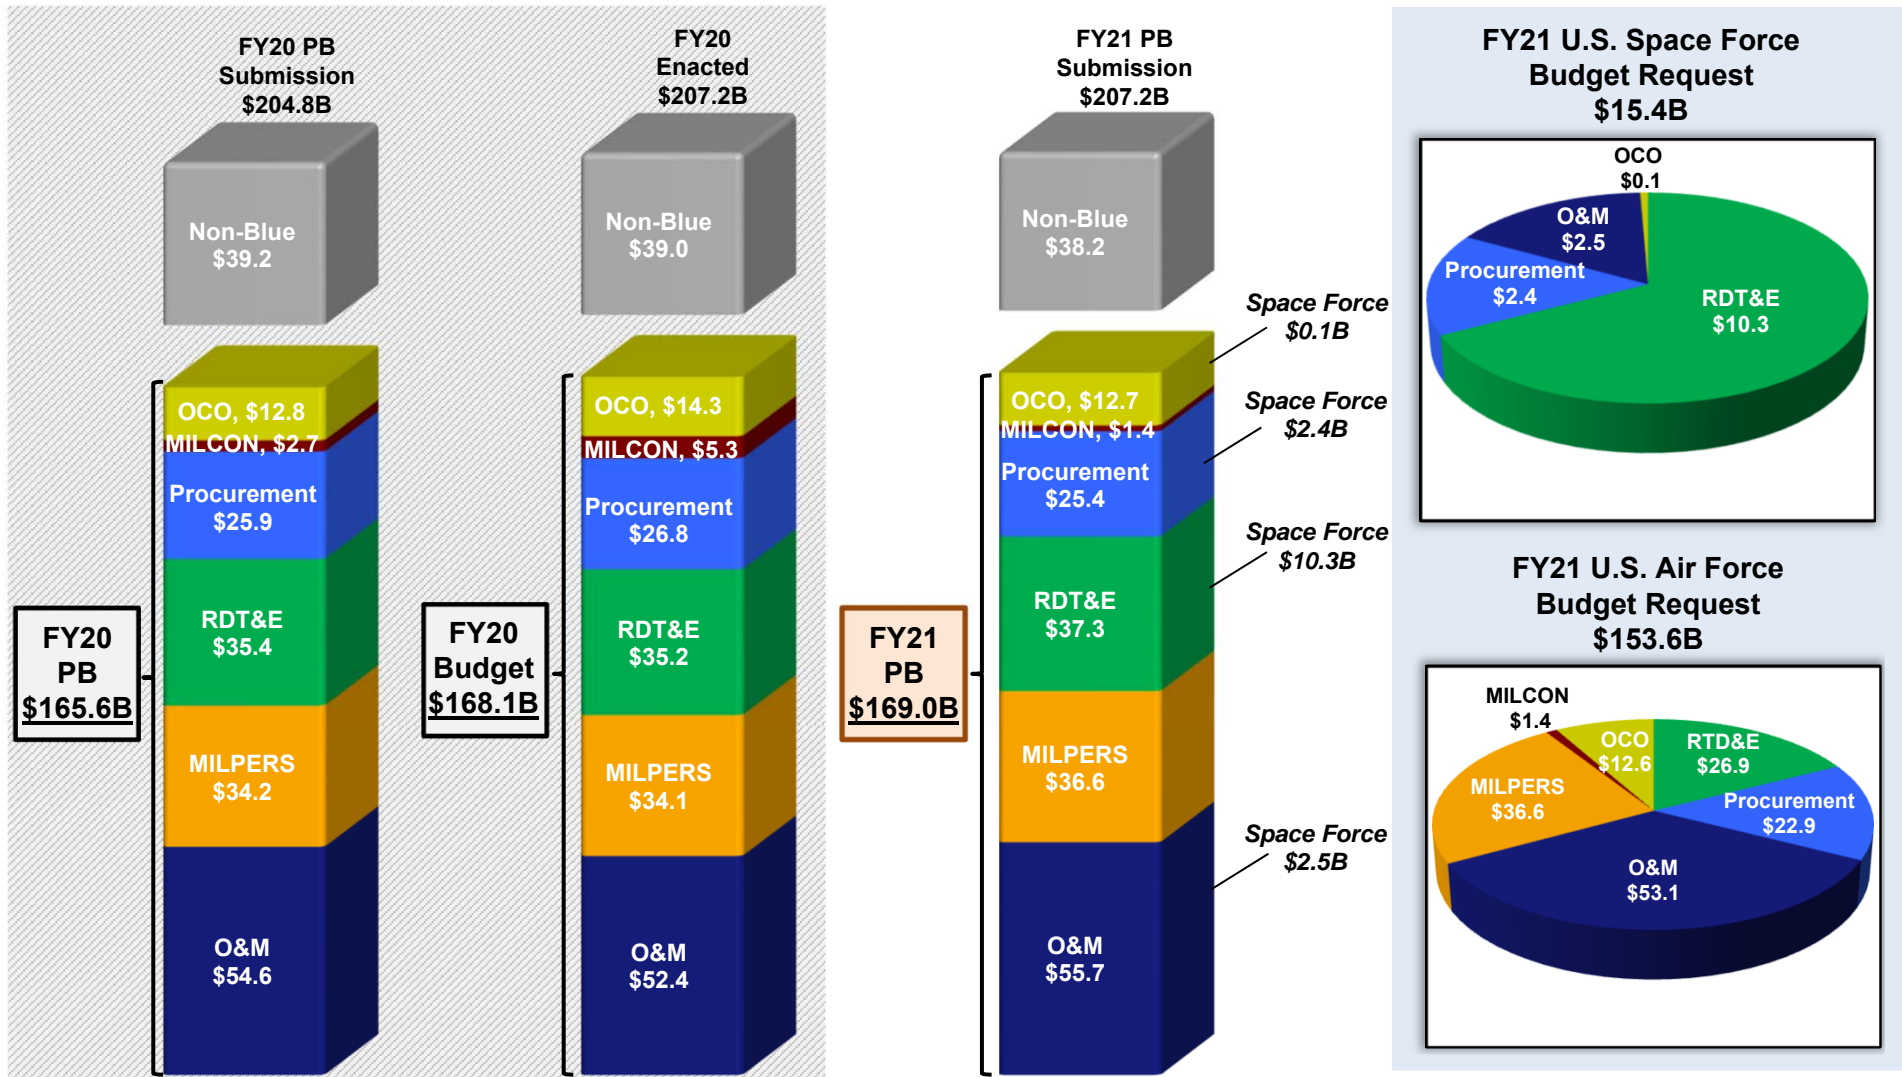 FY20 PB
Submission
$204.8B
Non-Blue
$39.2
OCO, $12.8
MILCON, $2.7
Procurement
$25.9
RDT&E
$35.4
MILPERS
$34.2
O&M
$54.6
FY20
PB
$165.6B
FY20
Enacted
$207.2B
Non-Blue
$39.0
OCO, $14.3
MILCON, $5.3
Procurement
$26.8
RDT&E
$35.2
MILPERS
$34.1
O&M
$52.4
FY20
Budget
$168.1B
FY21 PB
Submission
$207.2B
Non-Blue
$38.2
OCO, $12.7
MILCON, $1.4
Procurement
$25.4
RDT&E
$37.3
MILPERS
$36.6
O&M
$55.7
FY21
PB
$169.0B
Space Force
$0.1B
Space Force
$2.4B
Space Force
$10.3B
Space Force
$2.5B
FY21 U.S. Space Force
Budget Request
$15.4B
OCO
$0.1
O&M
$2.5
Procurement
$2.4
RDT&E
$10.3
FY21 U.S. Air Force
Budget Request
$153.6B
MILCON
$1.4
OCO
$12.6
RTD&E
$26.9
MILPERS
$36.6
Procurement
$22.9
O&M
$53.1